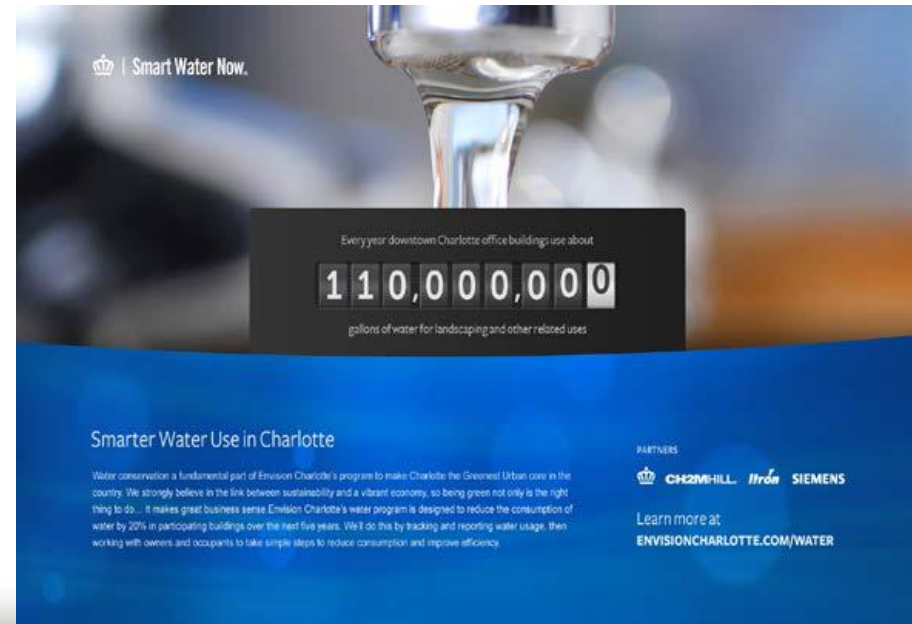 Smart Water Now.
Every year downtown Charlotte office buildings use about
110,000,000
gallons of water for landscaping and other related uses
Smarter Water Use in Charlotte
Water conservation a fundamental part of Envision Charlotte's program to make Charlotte the Greenest Urban core in the
country. We strongly believe in the link between sustainability and a vibrant economy, so being green not only is the right
thing to do... it makes great business sense.Envision Charlotte's water program is designed to reduce the consumption of
water by 20% in participating buildings over the next five years. We'll do this by tracking and reporting water usage, then
working with owners and occupants to take simple steps to reduce consumption and improve efficiency.
PARTNERS
CH2MHILL. Itrón SIEMENS
Learn more at
ENVISIONCHARLOTTE.COM/WATER